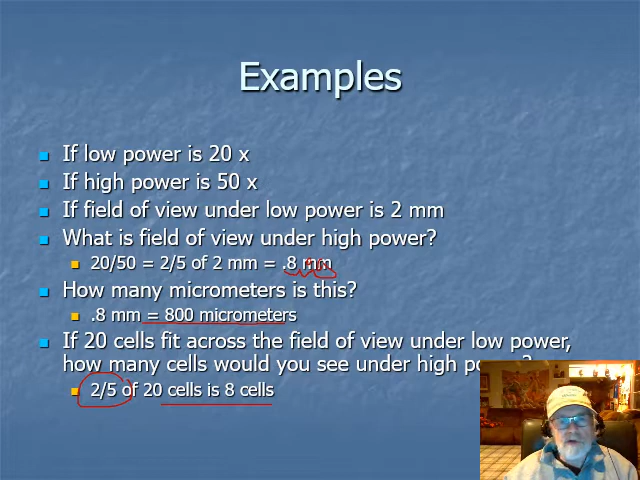 Examples
If low power is 20 x
If high power is 50 x
If field of view under low power is 2 mm
What is field of view under high power?
20/50 = 2/5 of 2 mm = .8 mm
How many micrometers is this?
.8 mm = 800 micrometers
If 20 cells fit across the field of view under low power,
how many cells would you see under high
2/5 of 20 cells is 8 cells